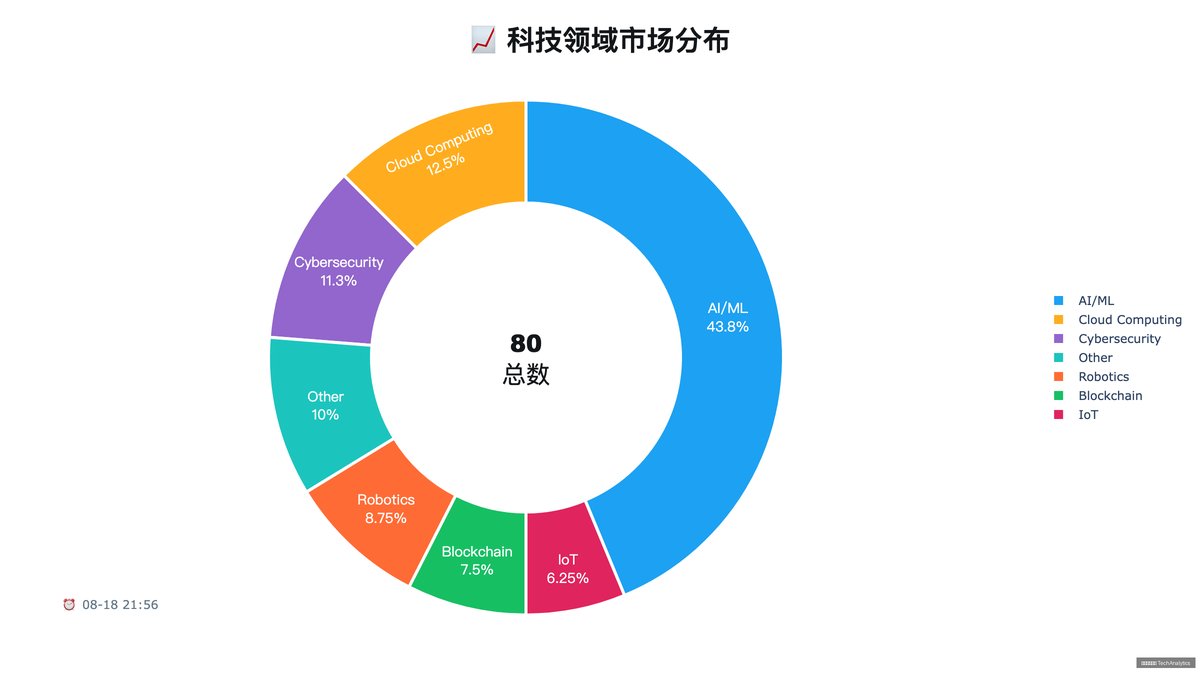 科技领域市场分布
Cloud Computing
12.5%
Cybersecurity
11.3%
AI/ML
43.8%
80
总数
Other
10%
Robotics
8.75%
Blockchain
7.5%
IoT
6.25%
AI/ML
Cloud Computing
Cybersecurity
Other
Robotics
Blockchain
IoT
08-18 21:56
TechAnalytics